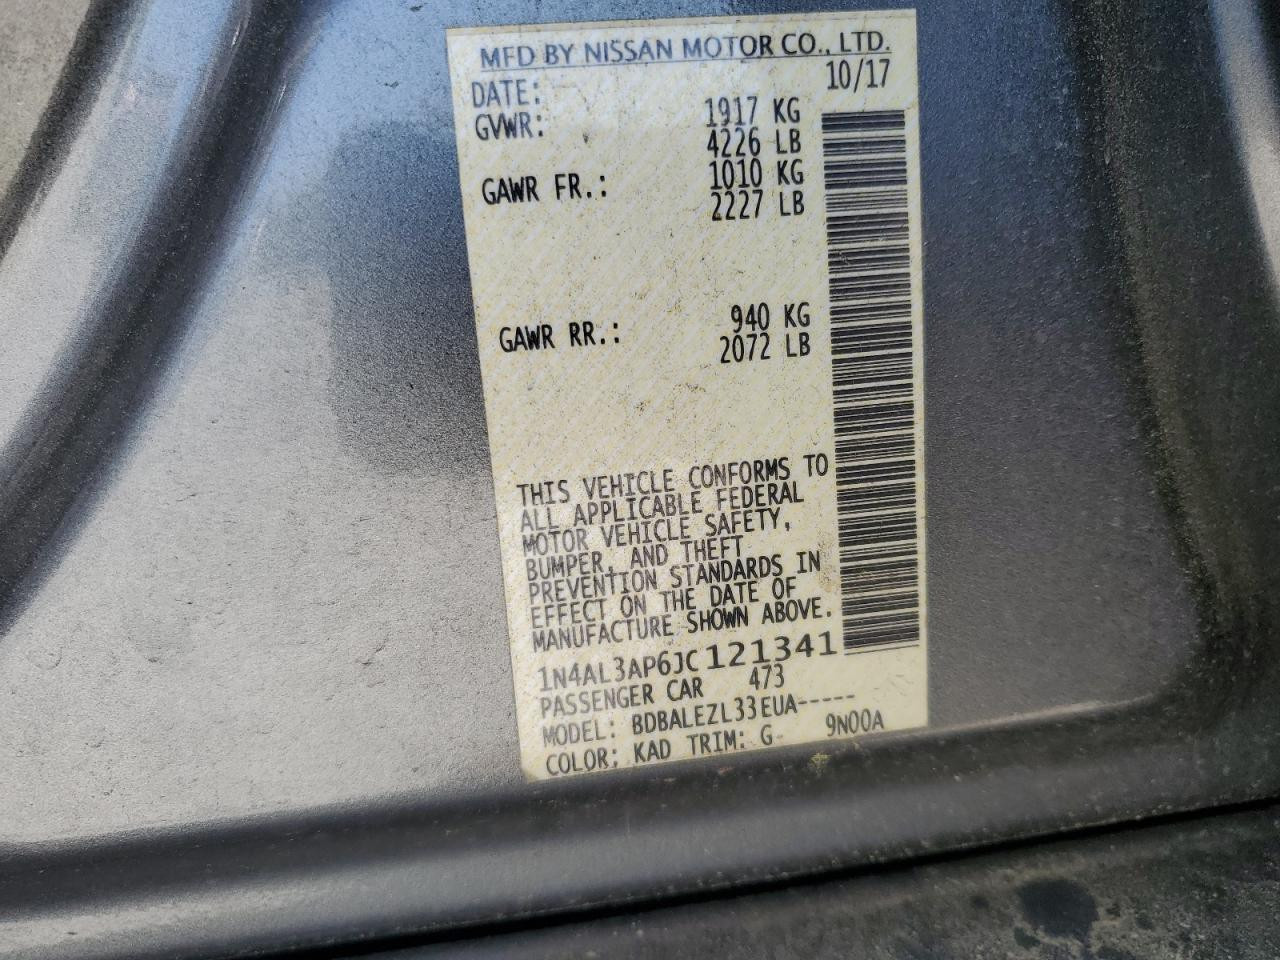 MFD BY NISSAN MOTOR CO., LTD.
DATE: 10/17
GVWR: 1917 KG
4226 LB
GAWR FR.: 1010 KG
2227 LB
GAWR RR.: 940 KG
2072 LB
THIS VEHICLE CONFORMS TO
ALL APPLICABLE FEDERAL
MOTOR VEHICLE SAFETY,
BUMPER, AND THEFT
PREVENTION STANDARDS IN
EFFECT ON THE DATE OF
MANUFACTURE SHOWN ABOVE.
1N4AL3AP6JC121341
PASSENGER CAR 473
MODEL: BDBALEZL33EUA-----
COLOR: KAD TRIM: G 9N00A